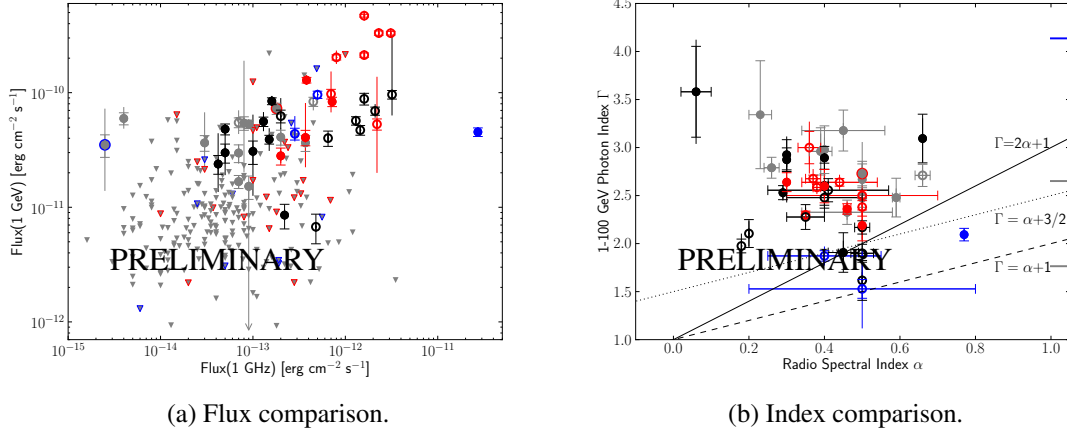 10⁻¹⁰
10⁻¹¹
10⁻¹²
Flux(1 GeV) [erg cm⁻² s⁻¹]
PRELIMINARY
10⁻¹⁵ 10⁻¹⁴ 10⁻¹³ 10⁻¹² 10⁻¹¹
Flux(1 GHz) [erg cm⁻² s⁻¹]
(a) Flux comparison.
4.5
4.0
3.5
3.0
2.5
2.0
1.5
1.0
1-100 GeV Photon Index Γ
Γ=2α+1
Γ = α+3/2
Γ = α+1
PRELIMINARY
0.0 0.2 0.4 0.6 0.8 1.0
Radio Spectral Index α
(b) Index comparison.